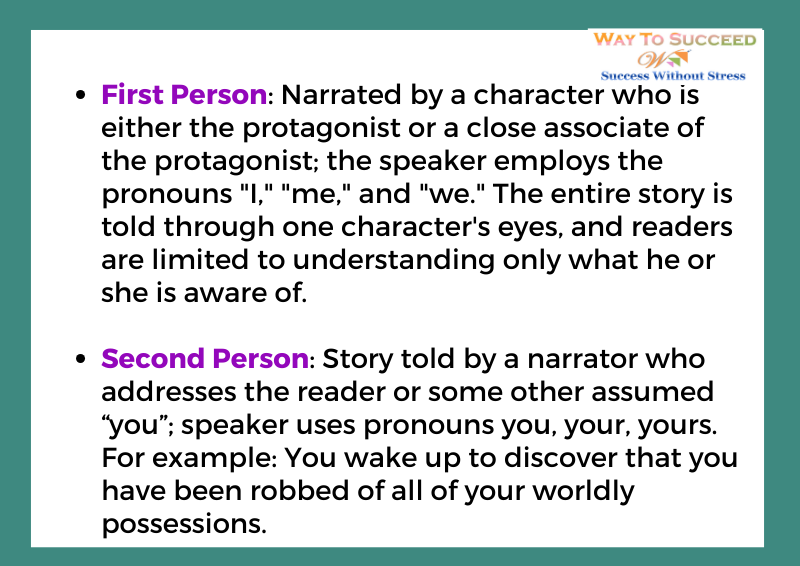 WAY TO SUCCEED
W
Success Without Stress
• First Person: Narrated by a character who is
either the protagonist or a close associate of
the protagonist; the speaker employs the
pronouns "I," "me," and "we." The entire story is
told through one character's eyes, and readers
are limited to understanding only what he or
she is aware of.
• Second Person: Story told by a narrator who
addresses the reader or some other assumed
“you”; speaker uses pronouns you, your, yours.
For example: You wake up to discover that you
have been robbed of all of your worldly
possessions.